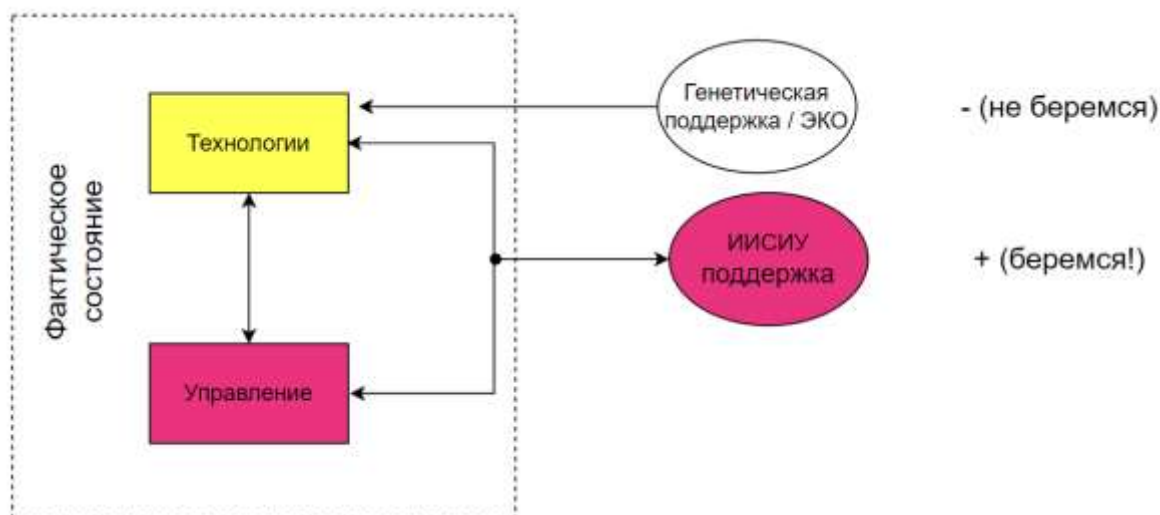 Фактическое
состояние
Технологии
Управление
Генетическая
поддержка / ЭКО
- (не беремся)
ИИСИУ
поддержка
+ (беремся!)